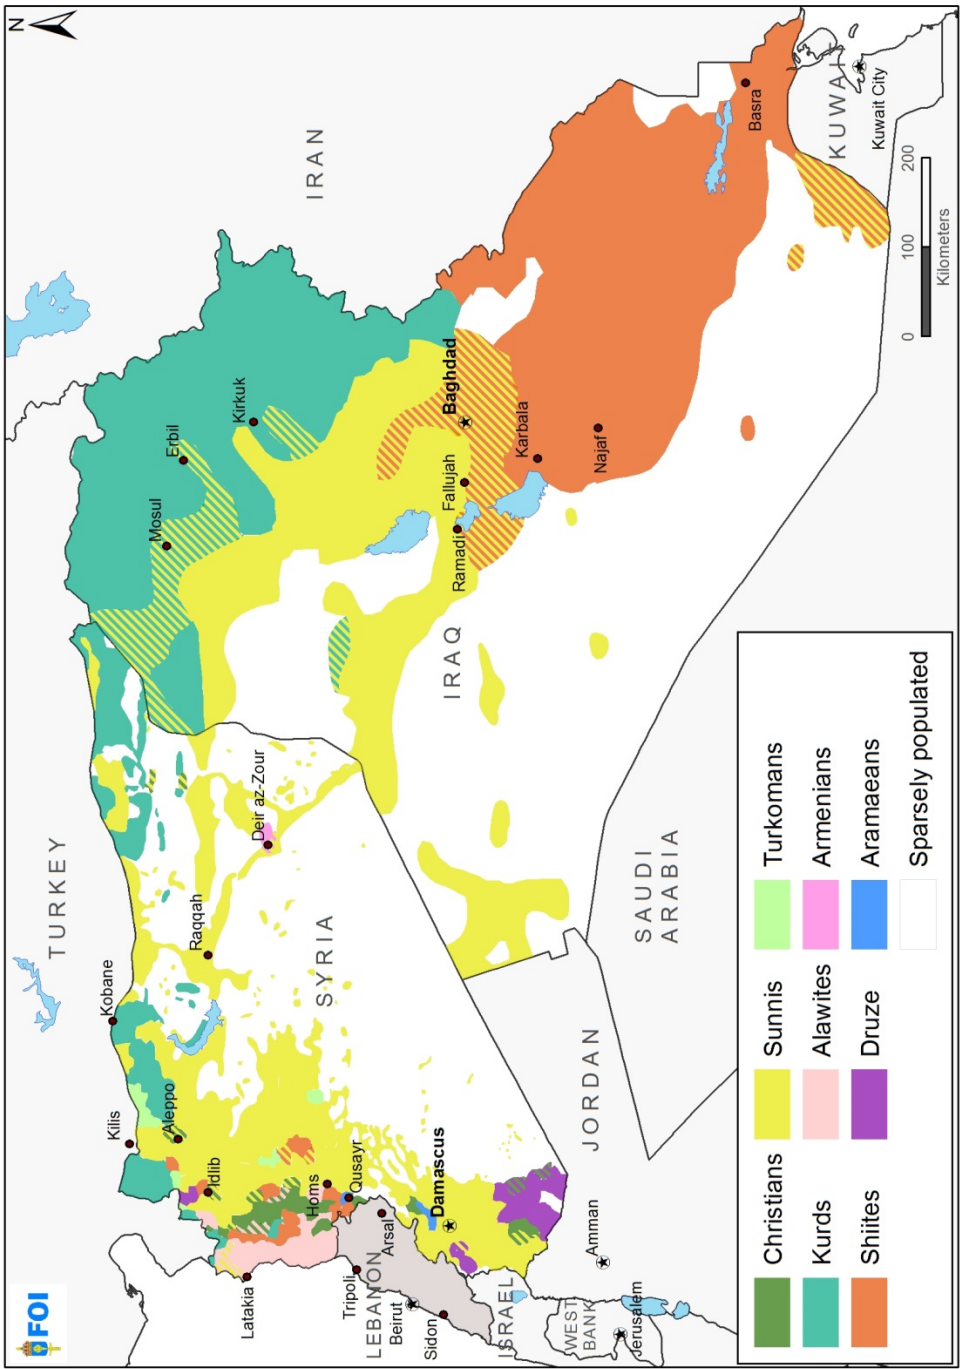 FOI
N
TURKEY
IRAN
Kobane
Kilis
Aleppo
Idlib
Latakia
Raqqah
Deir az-Zour
Mosul
Erbil
Kirkuk
SYRIA
Homs
Qusayr
Tripoli
LEBANON
Beirut
Arsal
Sidon
Damascus
IRAQ
Ramadi
Fallujah
Baghdad
Karbala
Najaf
Basra
ISRAEL
WEST
BANK
Jerusalem
Amman
JORDAN
SAUDI
ARABIA
KUWAIT
Kuwait City
0 100 200
Kilometers
Christians
Sunnis
Turkomans
Kurds
Alawites
Armenians
Shiites
Druze
Aramaeans
Sparsely populated